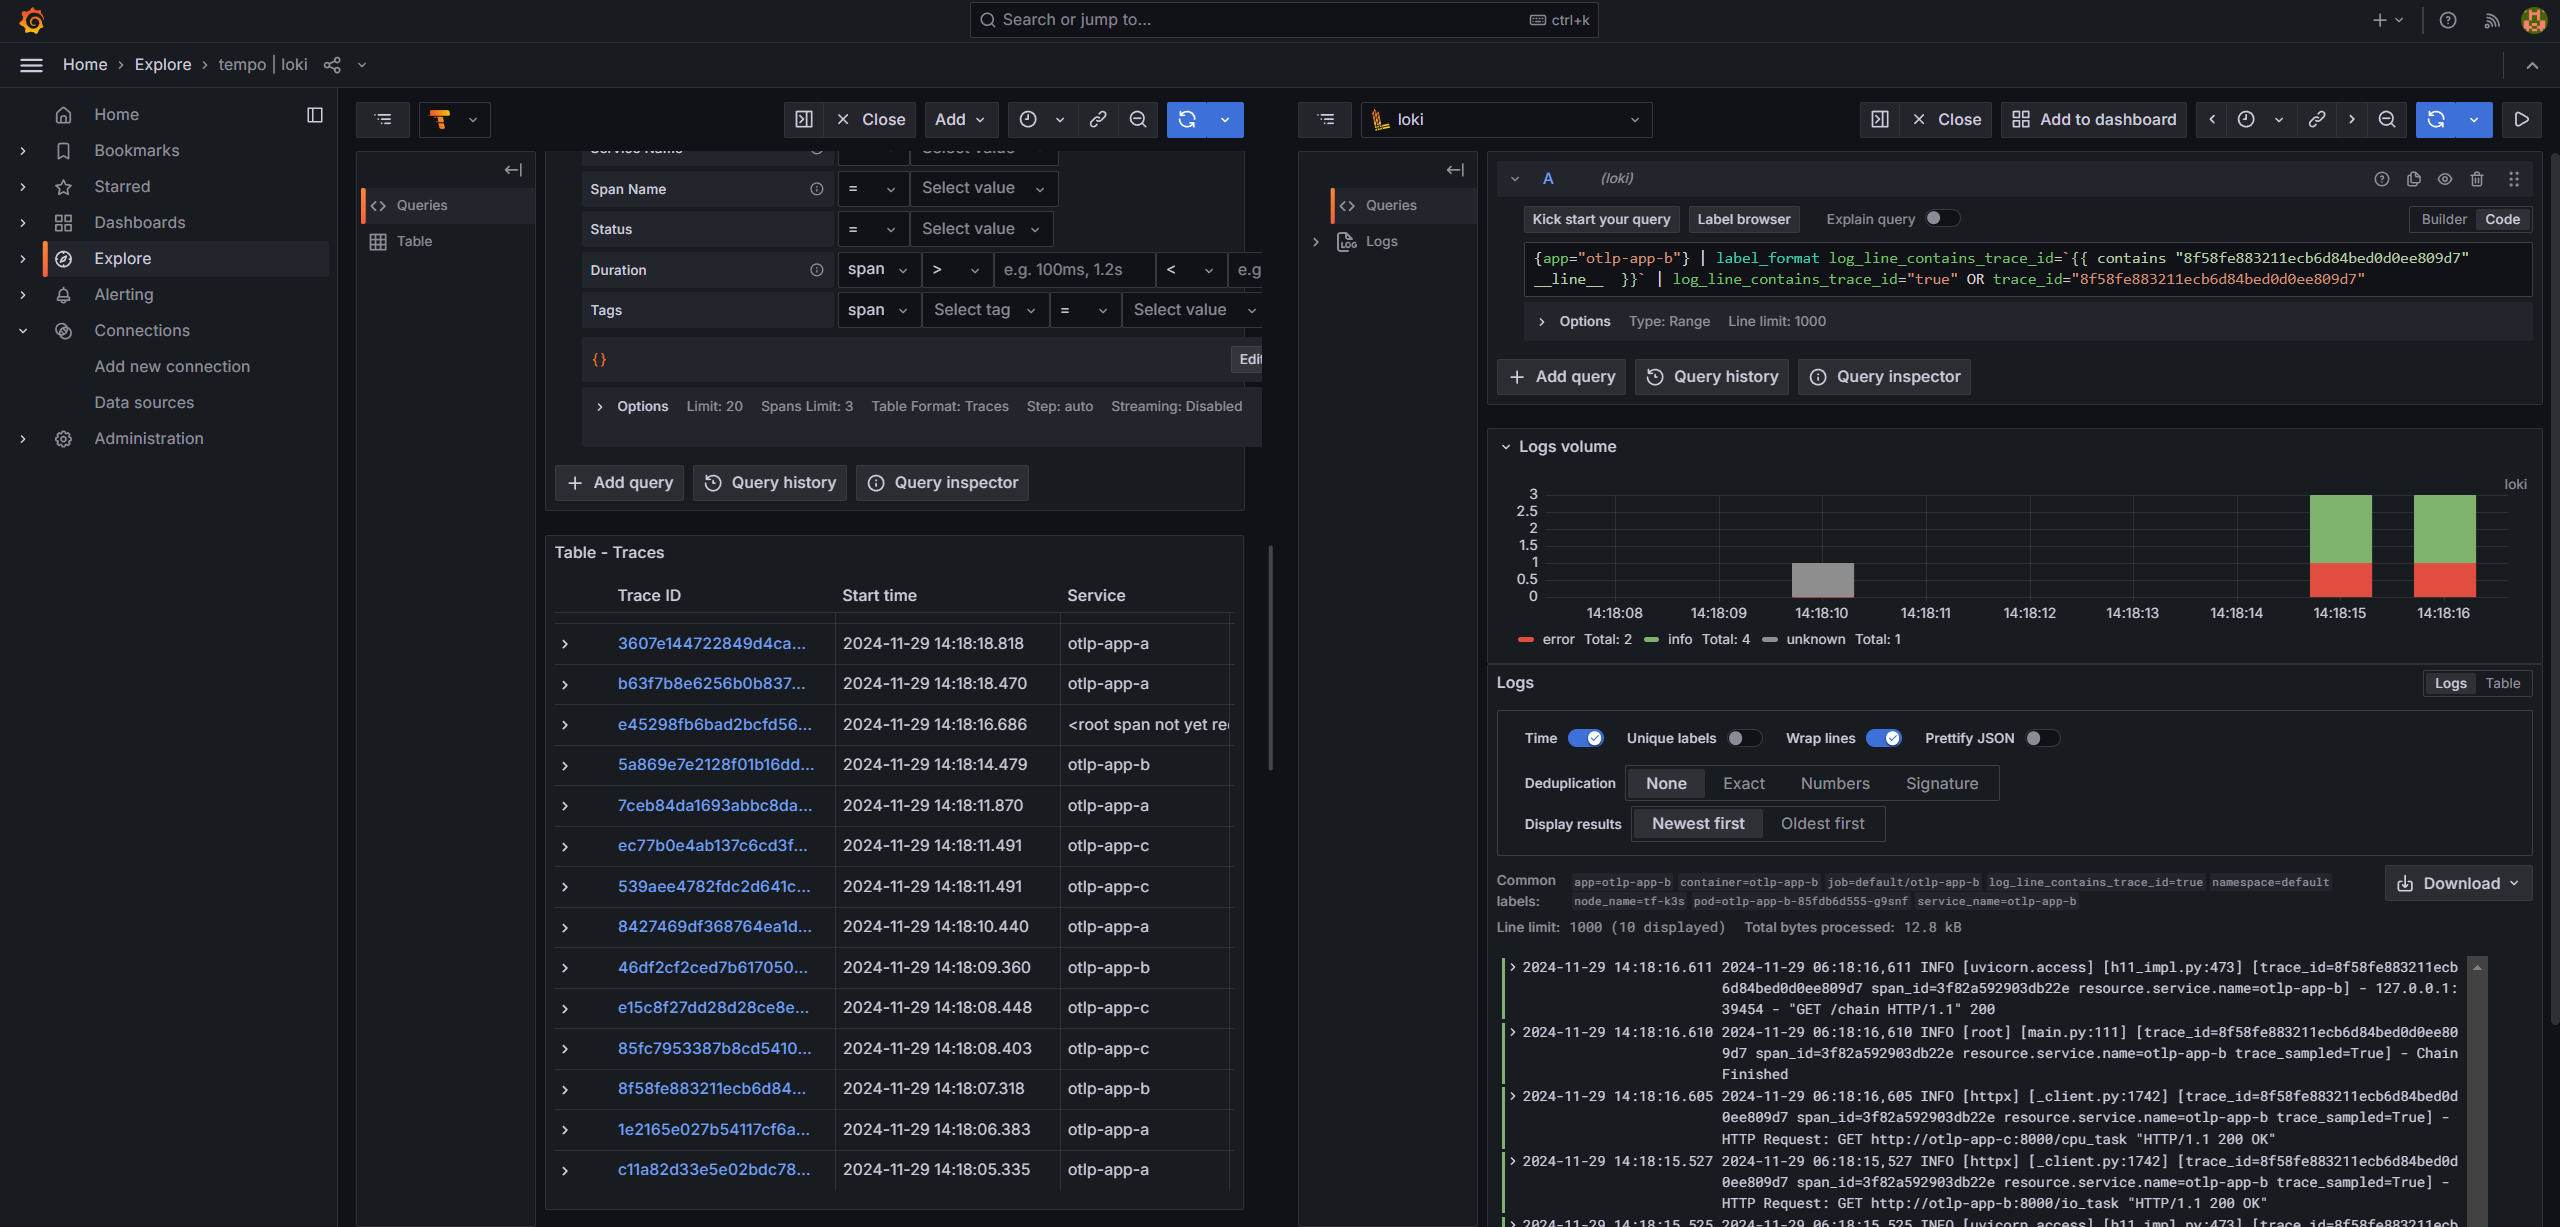 Search or jump to...
ctrl+k
Home
Explore
tempo | loki
Home
Bookmarks
Starred
Dashboards
Explore
Alerting
Connections
Add new connection
Data sources
Administration
Close
Add
Queries
Table
Span Name
=
Select value
Status
=
Select value
Duration
span
>
e.g. 100ms, 1.2s
<
e.g
Tags
span
Select tag
=
Select value
{}
Edit
Options Limit: 20 Spans Limit: 3 Table Format: Traces Step: auto Streaming: Disabled
Add query
Query history
Query inspector
Table - Traces
Trace ID Start time Service
3607e144722849d4ca... 2024-11-29 14:18:18.818 otlp-app-a
b63f7b8e6256b0b837... 2024-11-29 14:18:18.470 otlp-app-a
e45298fb6bad2bcfd56... 2024-11-29 14:18:16.686 <root span not yet re
5a869e7e2128f01b16dd... 2024-11-29 14:18:14.479 otlp-app-b
7ceb84da1693abbc8da... 2024-11-29 14:18:11.870 otlp-app-a
ec77b0e4ab137c6cd3f... 2024-11-29 14:18:11.491 otlp-app-c
539aee4782fdc2d641c... 2024-11-29 14:18:11.491 otlp-app-c
8427469df368764ea1d... 2024-11-29 14:18:10.440 otlp-app-a
46df2cf2ced7b617050... 2024-11-29 14:18:09.360 otlp-app-b
e15c8f27dd28d28ce8e... 2024-11-29 14:18:08.448 otlp-app-c
85fc7953387b8cd5410... 2024-11-29 14:18:08.403 otlp-app-c
8f58fe883211ecb6d84... 2024-11-29 14:18:07.318 otlp-app-b
1e2165e027b54117cf6a... 2024-11-29 14:18:06.383 otlp-app-a
c11a82d33e5e02bdc78... 2024-11-29 14:18:05.335 otlp-app-a
loki
Close
Add to dashboard
Queries
Logs
A (loki)
Kick start your query
Label browser
Explain query
Builder
Code
{app="otlp-app-b"} | label_format log_line_contains_trace_id=`{{ contains "8f58fe883211ecb6d84bed0d0ee809d7"
__line__  }}` | log_line_contains_trace_id="true" OR trace_id="8f58fe883211ecb6d84bed0d0ee809d7"
Options Type: Range Line limit: 1000
Add query
Query history
Query inspector
Logs volume
loki
3
2.5
2
1.5
1
0.5
0
14:18:08 14:18:09 14:18:10 14:18:11 14:18:12 14:18:13 14:18:14 14:18:15 14:18:16
error Total: 2 info Total: 4 unknown Total: 1
Logs
Logs
Table
Time
Unique labels
Wrap lines
Prettify JSON
Deduplication None Exact Numbers Signature
Display results Newest first Oldest first
Common labels:
app=otlp-app-b container=otlp-app-b job=default/otlp-app-b log_line_contains_trace_id=true namespace=default
node_name=tf-k3s pod=otlp-app-b-85fdb6d555-g9snf service_name=otlp-app-b
Download
Line limit: 1000 (10 displayed) Total bytes processed: 12.8 kB
2024-11-29 14:18:16.611 2024-11-29 06:18:16,611 INFO [uvicorn.access] [h11_impl.py:473] [trace_id=8f58fe883211ecb
6d84bed0d0ee809d7 span_id=3f82a592903db22e resource.service.name=otlp-app-b] - 127.0.0.1:
39454 - "GET /chain HTTP/1.1" 200
2024-11-29 14:18:16.610 2024-11-29 06:18:16,610 INFO [root] [main.py:111] [trace_id=8f58fe883211ecb6d84bed0d0ee80
9d7 span_id=3f82a592903db22e resource.service.name=otlp-app-b trace_sampled=True] - Chain
Finished
2024-11-29 14:18:16.605 2024-11-29 06:18:16,605 INFO [httpx] [_client.py:1742] [trace_id=8f58fe883211ecb6d84bed0d
0ee809d7 span_id=3f82a592903db22e resource.service.name=otlp-app-b trace_sampled=True] -
HTTP Request: GET http://otlp-app-c:8000/cpu_task "HTTP/1.1 200 OK"
2024-11-29 14:18:15.527 2024-11-29 06:18:15,527 INFO [httpx] [_client.py:1742] [trace_id=8f58fe883211ecb6d84bed0d
0ee809d7 span_id=3f82a592903db22e resource.service.name=otlp-app-b trace_sampled=True] -
HTTP Request: GET http://otlp-app-b:8000/io_task "HTTP/1.1 200 OK"